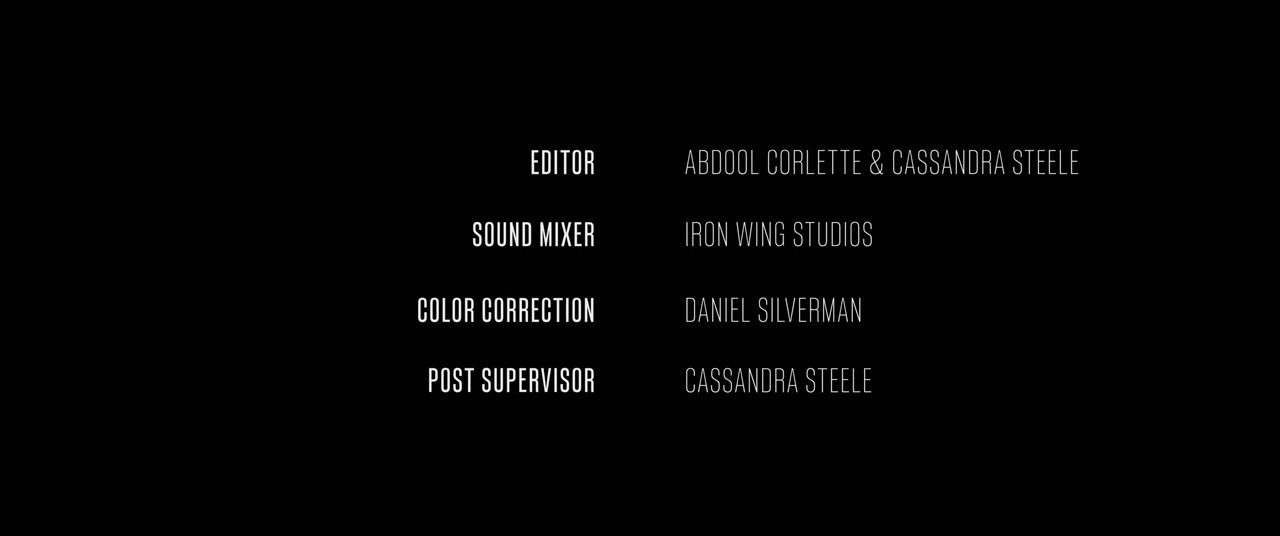 EDITOR ABDOOL CORLETTE & CASSANDRA STEELE
SOUND MIXER IRON WING STUDIOS
COLOR CORRECTION DANIEL SILVERMAN
POST SUPERVISOR CASSANDRA STEELE